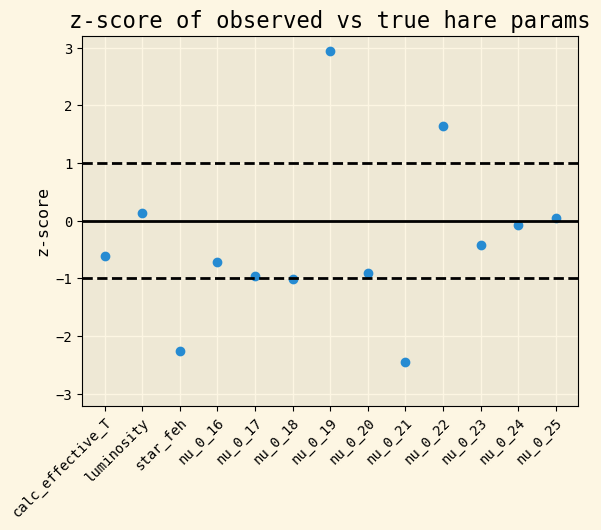 z-score of observed vs true hare params
z-score
3
2
1
0
−1
−2
−3
calc_effective_T
luminosity
star_feh
nu_0_16
nu_0_17
nu_0_18
nu_0_19
nu_0_20
nu_0_21
nu_0_22
nu_0_23
nu_0_24
nu_0_25